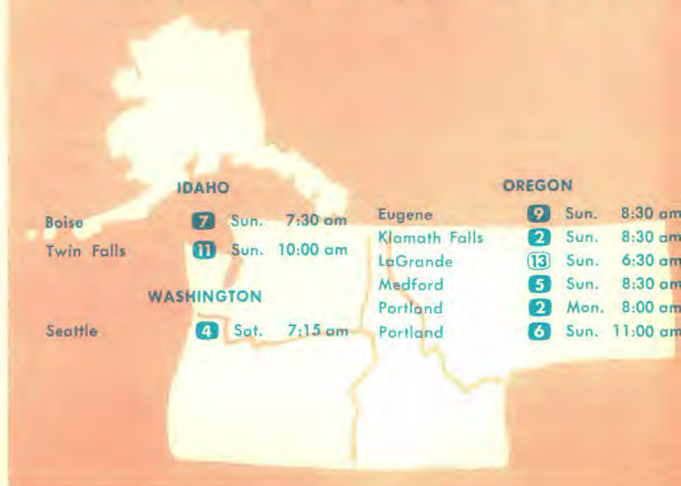 IDAHO
Boise 7 Sun. 7:30 am
Twin Falls 11 Sun. 10:00 am
WASHINGTON
Seattle 4 Sat. 7:15 am
OREGON
Eugene 9 Sun. 8:30 am
Klamath Falls 2 Sun. 8:30 am
LaGrande 13 Sun. 6:30 am
Medford 5 Sun. 8:30 am
Portland 2 Mon. 8:00 am
Portland 6 Sun. 11:00 am